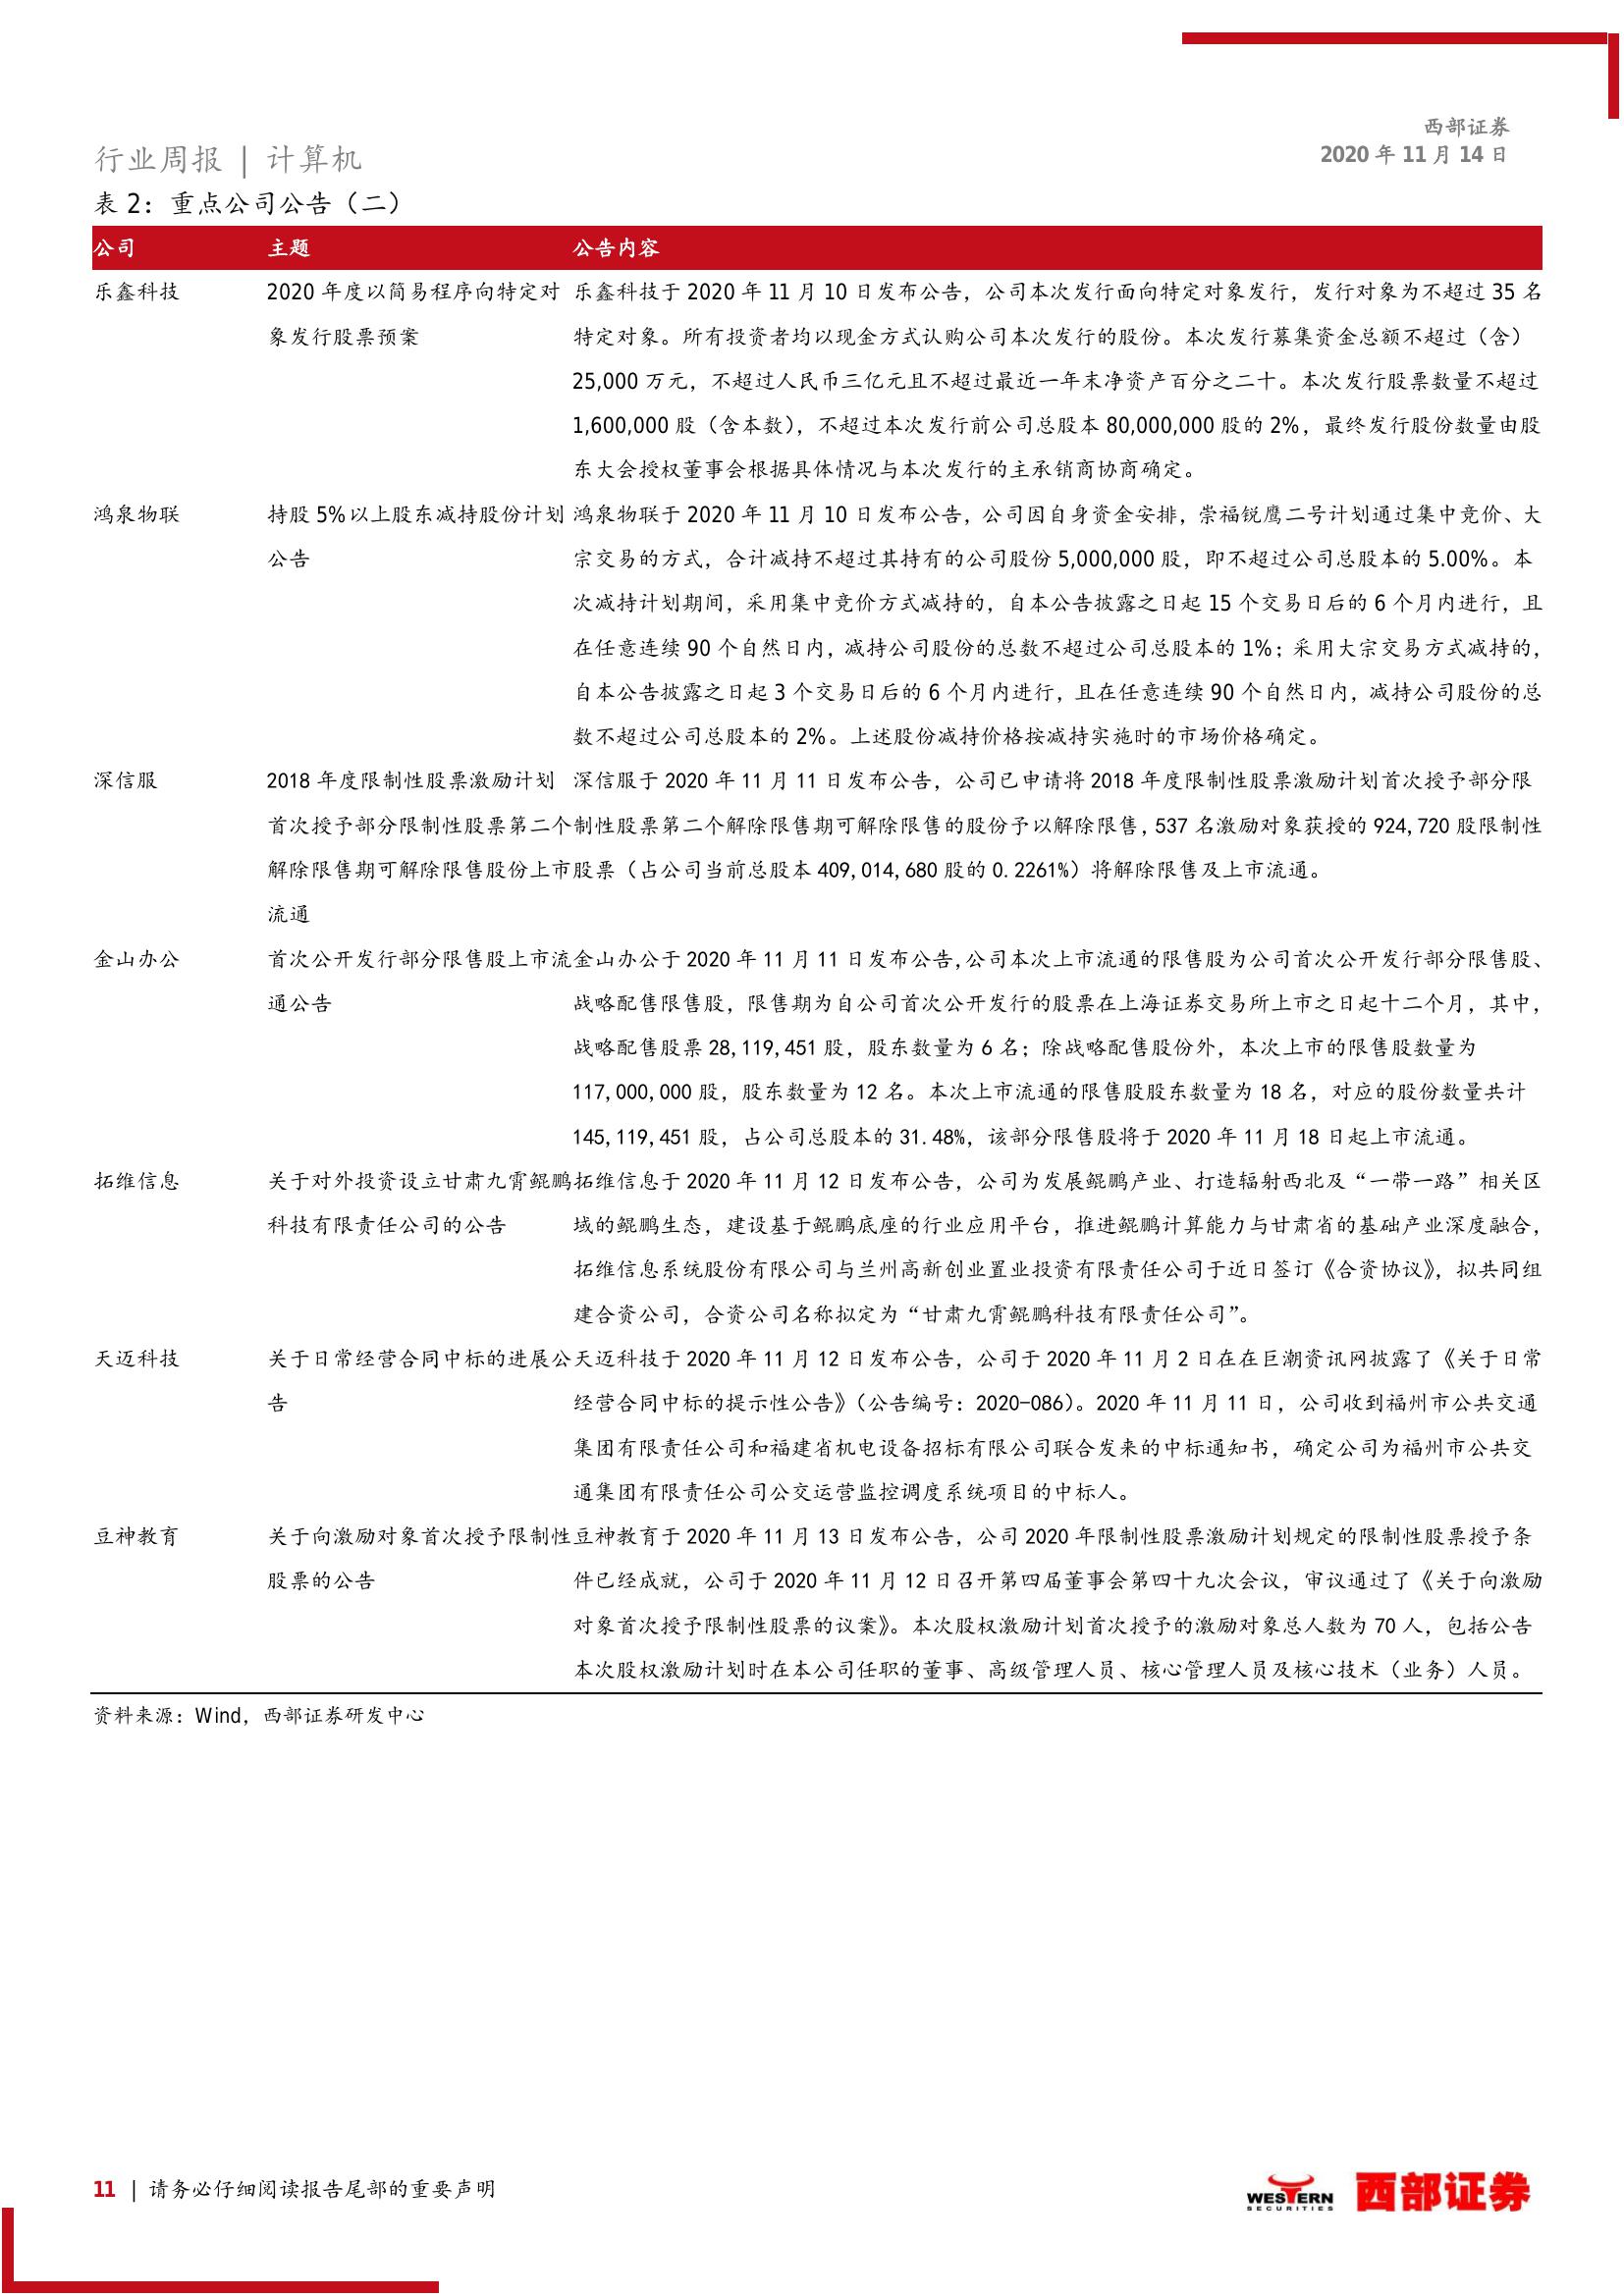 西部证券
2020 年 11 月 14 日
行业周报 | 计算机
表 2：重点公司公告（二）
公司 主题 公告内容
乐鑫科技 2020 年度以简易程序向特定对 乐鑫科技于 2020 年 11 月 10 日发布公告，公司本次发行面向特定对象发行，发行对象为不超过 35 名
象发行股票预案 特定对象。所有投资者均以现金方式认购公司本次发行的股份。本次发行募集资金总额不超过（含）
25,000 万元，不超过人民币三亿元且不超过最近一年末净资产百分之二十。本次发行股票数量不超过
1,600,000 股（含本数），不超过本次发行前公司总股本 80,000,000 股的 2%，最终发行股份数量由股
东大会授权董事会根据具体情况与本次发行的主承销商协商确定。
鸿泉物联 持股 5%以上股东减持股份计划 鸿泉物联于 2020 年 11 月 10 日发布公告，公司因自身资金安排，崇福锐鹰二号计划通过集中竞价、大
公告 宗交易的方式，合计减持不超过其持有的公司股份 5,000,000 股，即不超过公司总股本的 5.00%。本
次减持计划期间，采用集中竞价方式减持的，自本公告披露之日起 15 个交易日后的 6 个月内进行，且
在任意连续 90 个自然日内，减持公司股份的总数不超过公司总股本的 1%；采用大宗交易方式减持的，
自本公告披露之日起 3 个交易日后的 6 个月内进行，且在任意连续 90 个自然日内，减持公司股份的总
数不超过公司总股本的 2%。上述股份减持价格按减持实施时的市场价格确定。
深信服 2018 年度限制性股票激励计划 深信服于 2020 年 11 月 11 日发布公告，公司已申请将 2018 年度限制性股票激励计划首次授予部分限
首次授予部分限制性股票第二个 制性股票第二个解除限售期可解除限售的股份予以解除限售，537 名激励对象获授的 924,720 股限制性
解除限售期可解除限售股份上市 股票（占公司当前总股本 409,014,680 股的 0.2261%）将解除限售及上市流通。
流通
金山办公 首次公开发行部分限售股上市流 金山办公于 2020 年 11 月 11 日发布公告，公司本次上市流通的限售股为公司首次公开发行部分限售股、
通公告 战略配售限售股，限售期为自公司首次公开发行的股票在上海证券交易所上市之日起十二个月，其中，
战略配售股票 28,119,451 股，股东数量为 6 名；除战略配售股份外，本次上市的限售股数量为
117,000,000 股，股东数量为 12 名。本次上市流通的限售股股东数量为 18 名，对应的股份数量共计
145,119,451 股，占公司总股本的 31.48%，该部分限售股将于 2020 年 11 月 18 日起上市流通。
拓维信息 关于对外投资设立甘肃九霄鲲鹏 拓维信息于 2020 年 11 月 12 日发布公告，公司为发展鲲鹏产业、打造辐射西北及“一带一路”相关区
科技有限责任公司的公告 域的鲲鹏生态，建设基于鲲鹏底座的行业应用平台，推进鲲鹏计算能力与甘肃省的基础产业深度融合，
拓维信息系统股份有限公司与兰州高新创业置业投资有限责任公司于近日签订《合资协议》，拟共同组
建合资公司，合资公司名称拟定为“甘肃九霄鲲鹏科技有限责任公司”。
天迈科技 关于日常经营合同中标的进展公 天迈科技于 2020 年 11 月 12 日发布公告，公司于 2020 年 11 月 2 日在在巨潮资讯网披露了《关于日常
告 经营合同中标的提示性公告》（公告编号：2020-086）。2020 年 11 月 11 日，公司收到福州市公共交通
集团有限责任公司和福建省机电设备招标有限公司联合发来的中标通知书，确定公司为福州市公共交
通集团有限责任公司公交运营监控调度系统项目的中标人。
豆神教育 关于向激励对象首次授予限制性 豆神教育于 2020 年 11 月 13 日发布公告，公司 2020 年限制性股票激励计划规定的限制性股票授予条
股票的公告 件已经成就，公司于 2020 年 11 月 12 日召开第四届董事会第四十九次会议，审议通过了《关于向激励
对象首次授予限制性股票的议案》。本次股权激励计划首次授予的激励对象总人数为 70 人，包括公告
本次股权激励计划时在本公司任职的董事、高级管理人员、核心管理人员及核心技术（业务）人员。
资料来源：Wind，西部证券研发中心
11 | 请务必仔细阅读报告尾部的重要声明
WESTERN
SECURITIES
西部证券